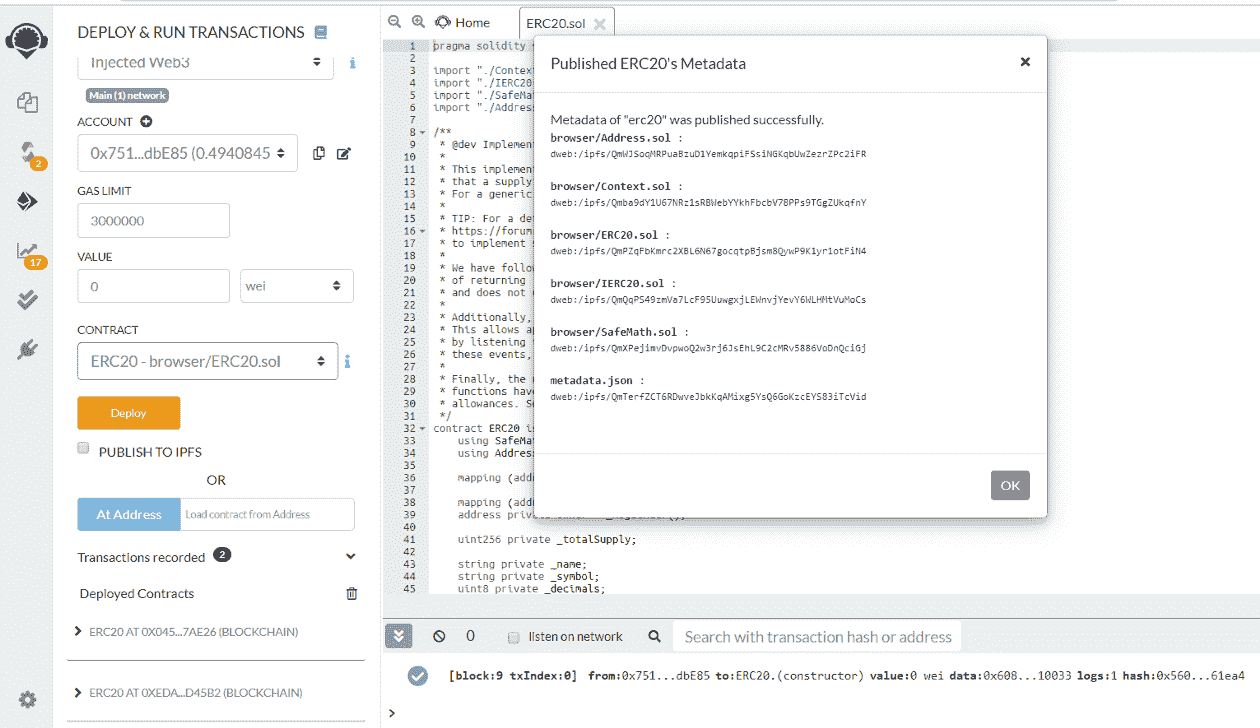 DEPLOY & RUN TRANSACTIONS
Injected Web3
Main (1) network
ACCOUNT
0x751...dbE85 (0.4940845
GAS LIMIT
3000000
VALUE
0
wei
CONTRACT
ERC20 - browser/ERC20.sol
Deploy
PUBLISH TO IPFS
OR
At Address
Load contract from Address
Transactions recorded 2
Deployed Contracts
ERC20 AT 0X045...7AE26 (BLOCKCHAIN)
ERC20 AT 0XEDA...D45B2 (BLOCKCHAIN)
2
17
Home
ERC20.sol
1 pragma solidity
2
3 import "./Contex
4 import "./IERC20
5 import "./SafeMa
6 import "./Addres
7
8 /**
9 * @dev Implemen
10 *
11 * This implemen
12 * that a supply
13 * For a generic
14 *
15 * TIP: For a de
16 * https://forum
17 * to implement
18 *
19 * We have follow
20 * of returning
21 * and does not
22 *
23 * Additionally,
24 * This allows a
25 * by listening
26 * these events,
27 *
28 * Finally, the
29 * functions have
30 * allowances. S
31 */
32 contract ERC20 i
33 using SafeMa
34 using Addres
35
36 mapping (add
37
38 mapping (add
39 address priva
40
41 uint256 private _totalSupply;
42
43 string private _name;
44 string private _symbol;
45 uint8 private _decimals;
Published ERC20's Metadata
Metadata of "erc20" was published successfully.
browser/Address.sol :
dweb:/ipfs/QmWJSoqMRPuaBzuD1YemkqpiFSsiNGKqbUwZezrZPc2iFR
browser/Context.sol :
dweb:/ipfs/Qmba9dY1U67NRz1sRBWebYYkhFbcbV78PPs9TGgZUkqfnY
browser/ERC20.sol :
dweb:/ipfs/QmPZqFbKmrc2XBL6N67gocqtpBjsm8QywP9K1yr1otFiN4
browser/IERC20.sol :
dweb:/ipfs/QmQqPS49zmVa7LcF95UuwgxjLEWnvjYevY6WLHMtVuMoCs
browser/SafeMath.sol :
dweb:/ipfs/QmXPejimvDvpwoQ2w3rj6JsEhL9C2cMRv5886VoDnQciGj
metadata.json :
dweb:/ipfs/QmTerfZCT6RDwveJbkKqAMixg5YsQ6GoKzcEYS83iTcVid
OK
0
listen on network
Search with transaction hash or address
[block:9 txIndex:0] from:0x751...dbE85 to:ERC20.(constructor) value:0 wei data:0x608...10033 logs:1 hash:0x560...61ea4
>